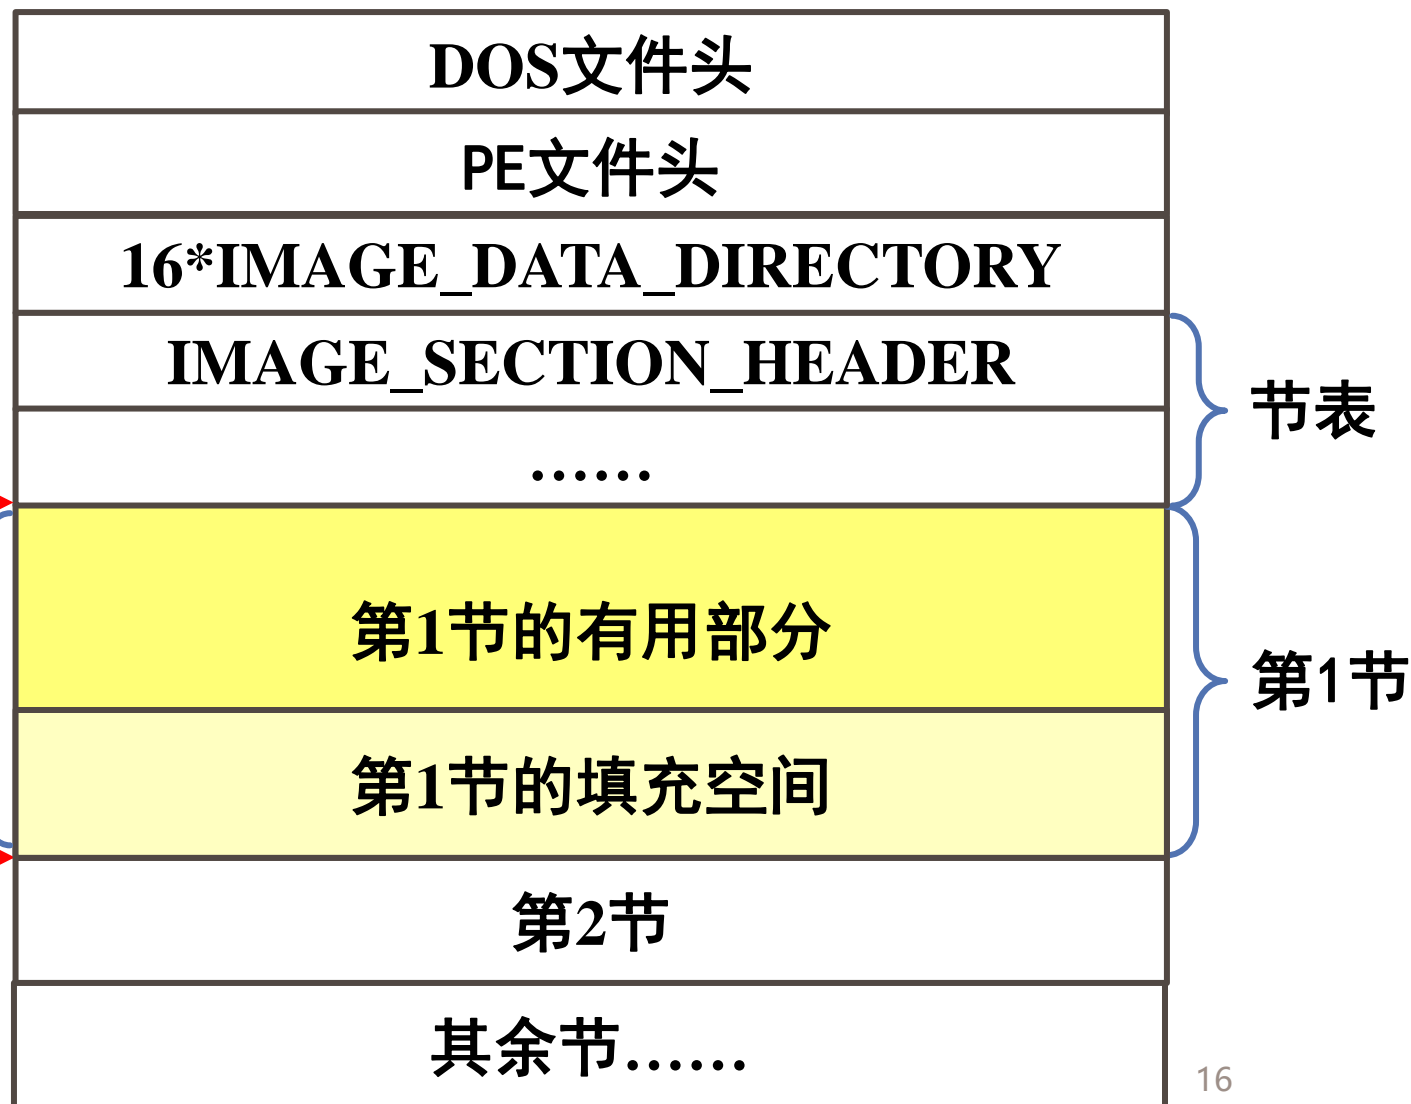 DOS文件头
PE文件头
16*IMAGE_DATA_DIRECTORY
IMAGE_SECTION_HEADER
节表
......
第1节的有用部分
第1节
第1节的填充空间
第2节
其余节......
16